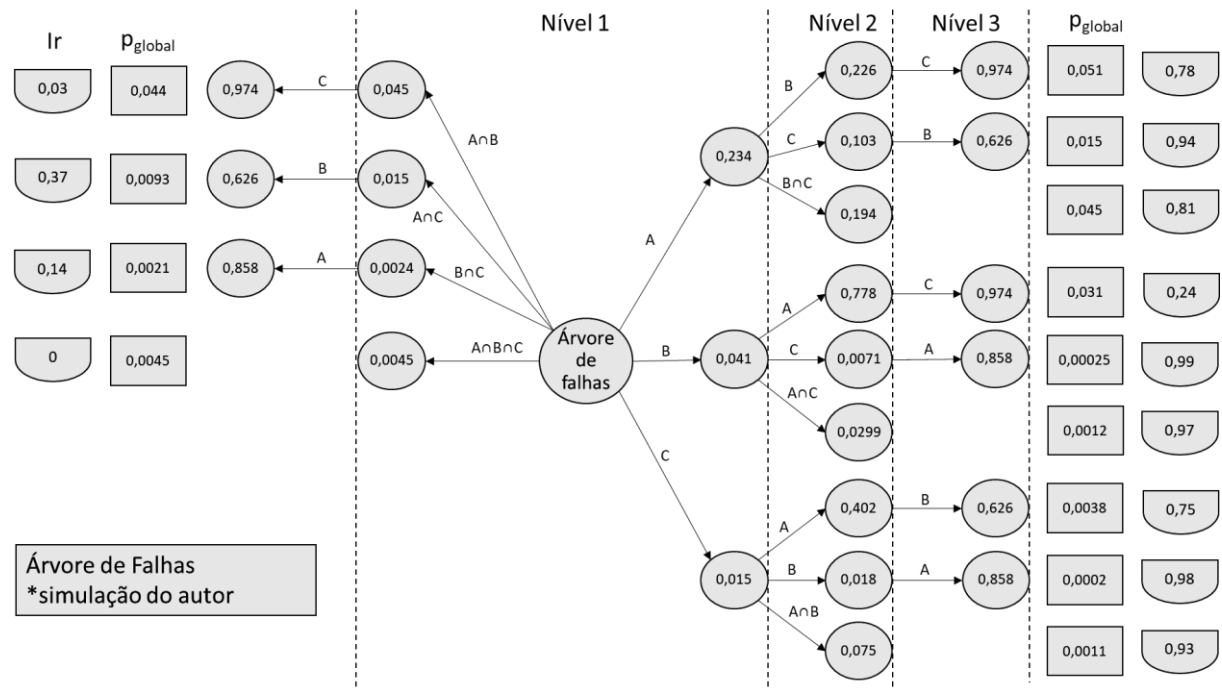 Ir
p global
Nível 1
Nível 2
Nível 3
p global
0,03
0,044
0,974
C
0,045
A∩B
0,37
0,0093
0,626
B
0,015
A∩C
0,14
0,0021
0,858
A
0,0024
B∩C
0
0,0045
0,0045
A∩B∩C
Árvore
de
falhas
A
0,234
B
0,226
C
0,974
0,051
0,78
C
0,103
B
0,626
0,015
0,94
B∩C
0,194
0,045
0,81
B
0,041
A
0,778
C
0,974
0,031
0,24
C
0,0071
A
0,858
0,00025
0,99
A∩C
0,0299
0,0012
0,97
C
0,015
A
0,402
B
0,626
0,0038
0,75
B
0,018
A
0,858
0,0002
0,98
A∩B
0,075
0,0011
0,93
Árvore de Falhas
*simulação do autor